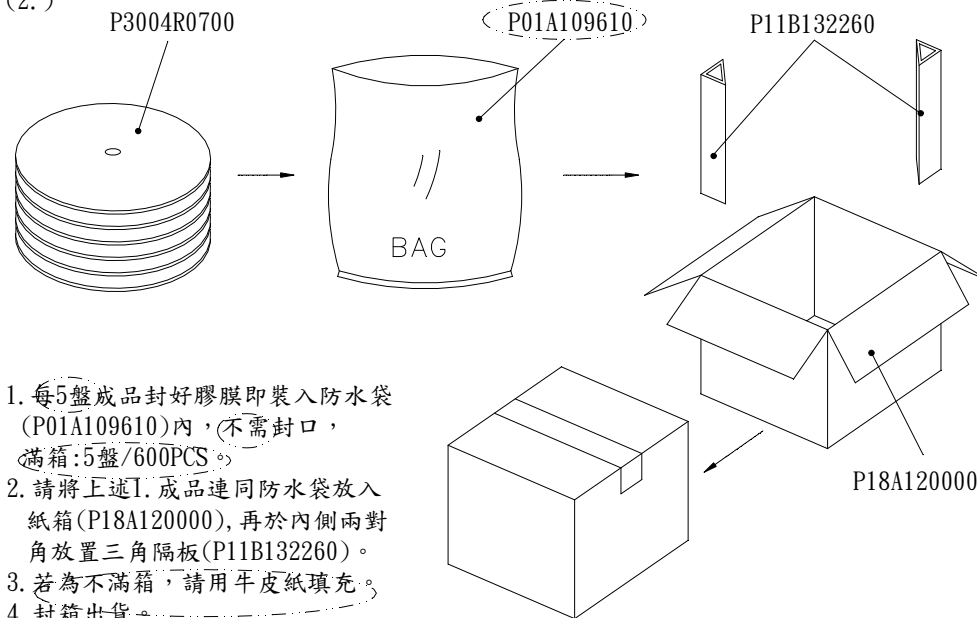 (2.)
P3004R0700
P01A109610
P11B132260
BAG
P18A120000
1.每5盤成品封好膠膜即裝入防水袋
(P01A109610)內，不需封口，
滿箱:5盤/600PCS。
2.請將上述1.成品連同防水袋放入
紙箱(P18A120000),再於內側兩對
角放置三角隔板(P11B132260)。
3.若為不滿箱，請用牛皮紙填充。
4.封箱出貨。